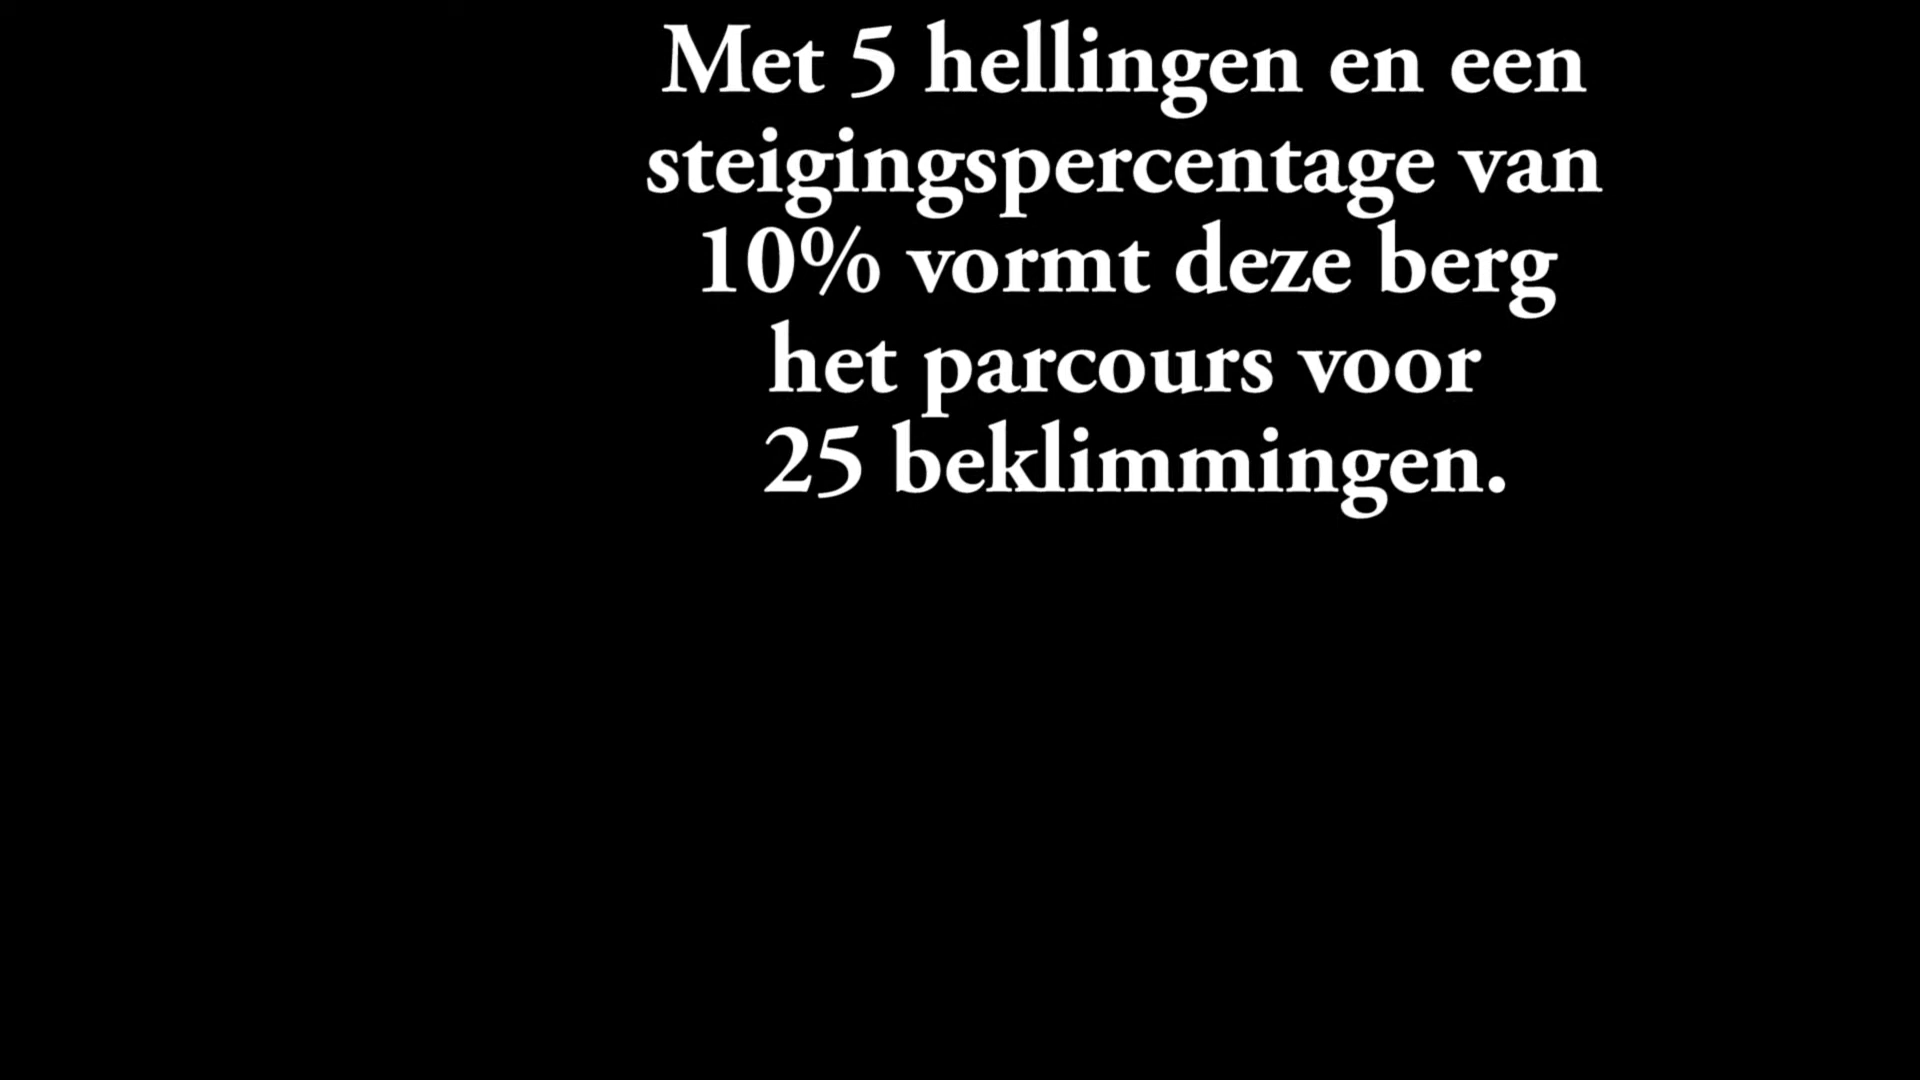 Met 5 hellingen en een
steigingspercentage van
10% vormt deze berg
het parcours voor
25 beklimmingen.